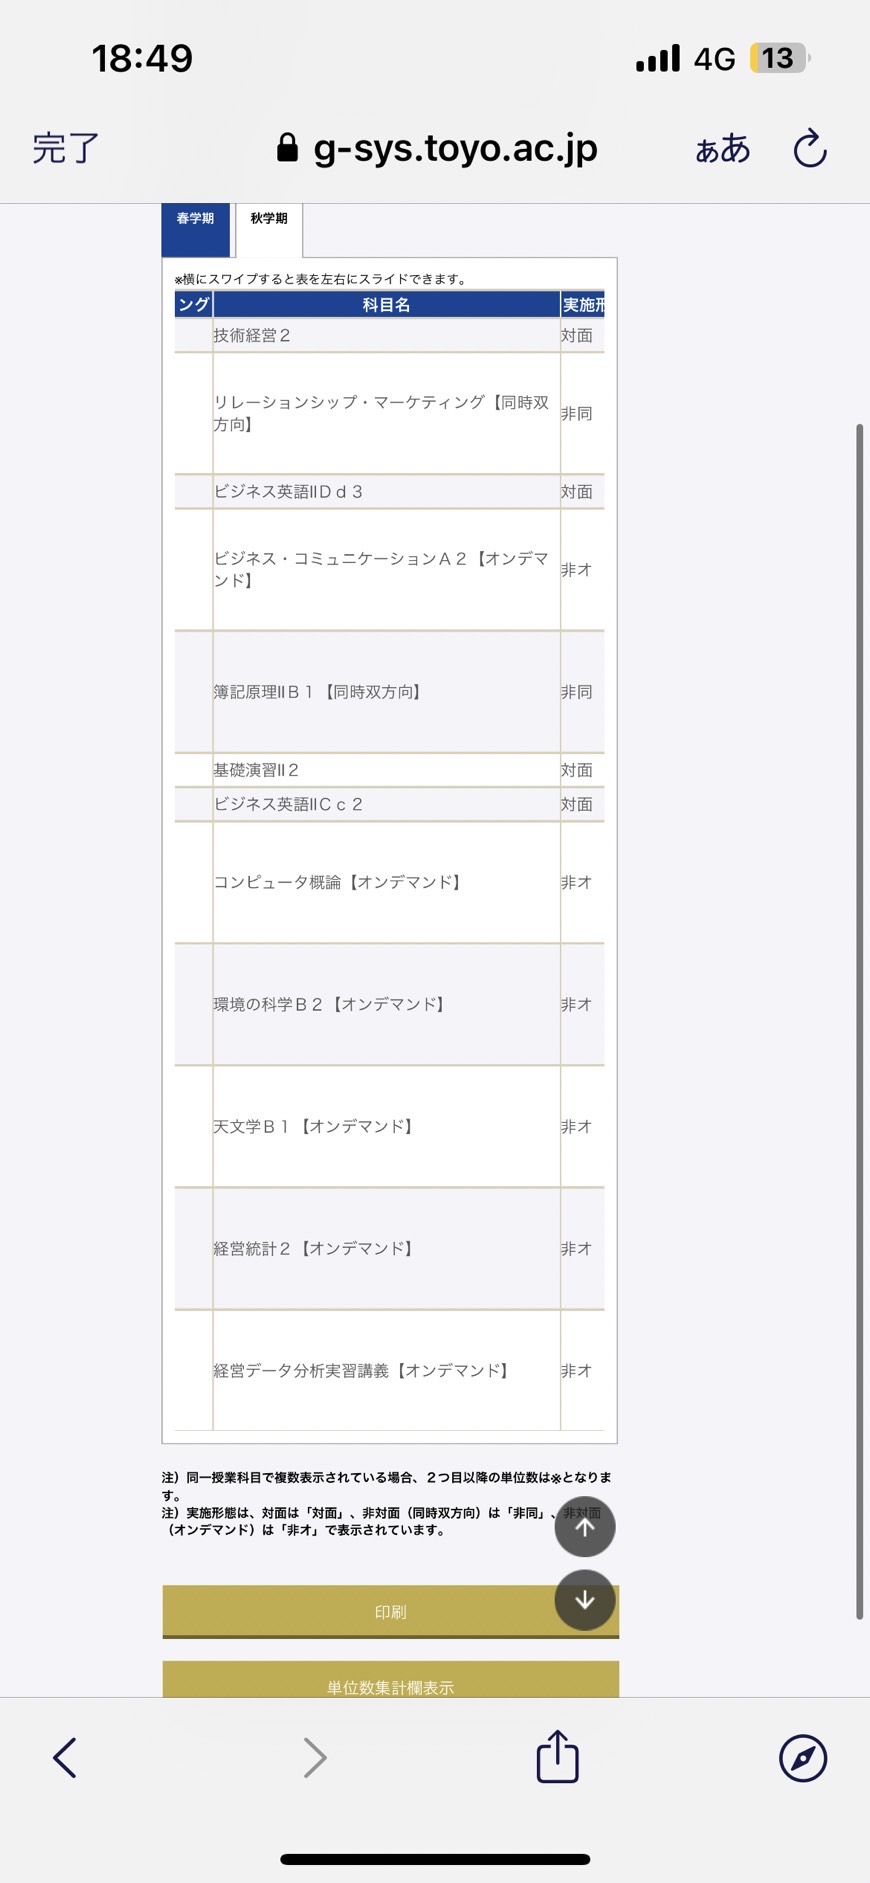 18:49 4G 13
完了 g-sys.toyo.ac.jp ぁあ
春学期 秋学期
※横にスワイプすると表を左右にスライドできます。
ング 科目名 実施形
技術経営２ 対面
リレーションシップ・マーケティング【同時双
方向】 非同
ビジネス英語ⅡＤｄ３ 対面
ビジネス・コミュニケーションＡ２【オンデマ
ンド】 非オ
簿記原理ⅡＢ１【同時双方向】 非同
基礎演習Ⅱ２ 対面
ビジネス英語ⅡＣｃ２ 対面
コンピュータ概論【オンデマンド】 非オ
環境の科学Ｂ２【オンデマンド】 非オ
天文学Ｂ１【オンデマンド】 非オ
経営統計２【オンデマンド】 非オ
経営データ分析実習講義【オンデマンド】 非オ
注）同一授業科目で複数表示されている場合、２つ目以降の単位数は※となりま
す。
注）実施形態は、対面は「対面」、非対面（同時双方向）は「非同」、非対面
（オンデマンド）は「非オ」で表示されています。
印刷
単位数集計欄表示